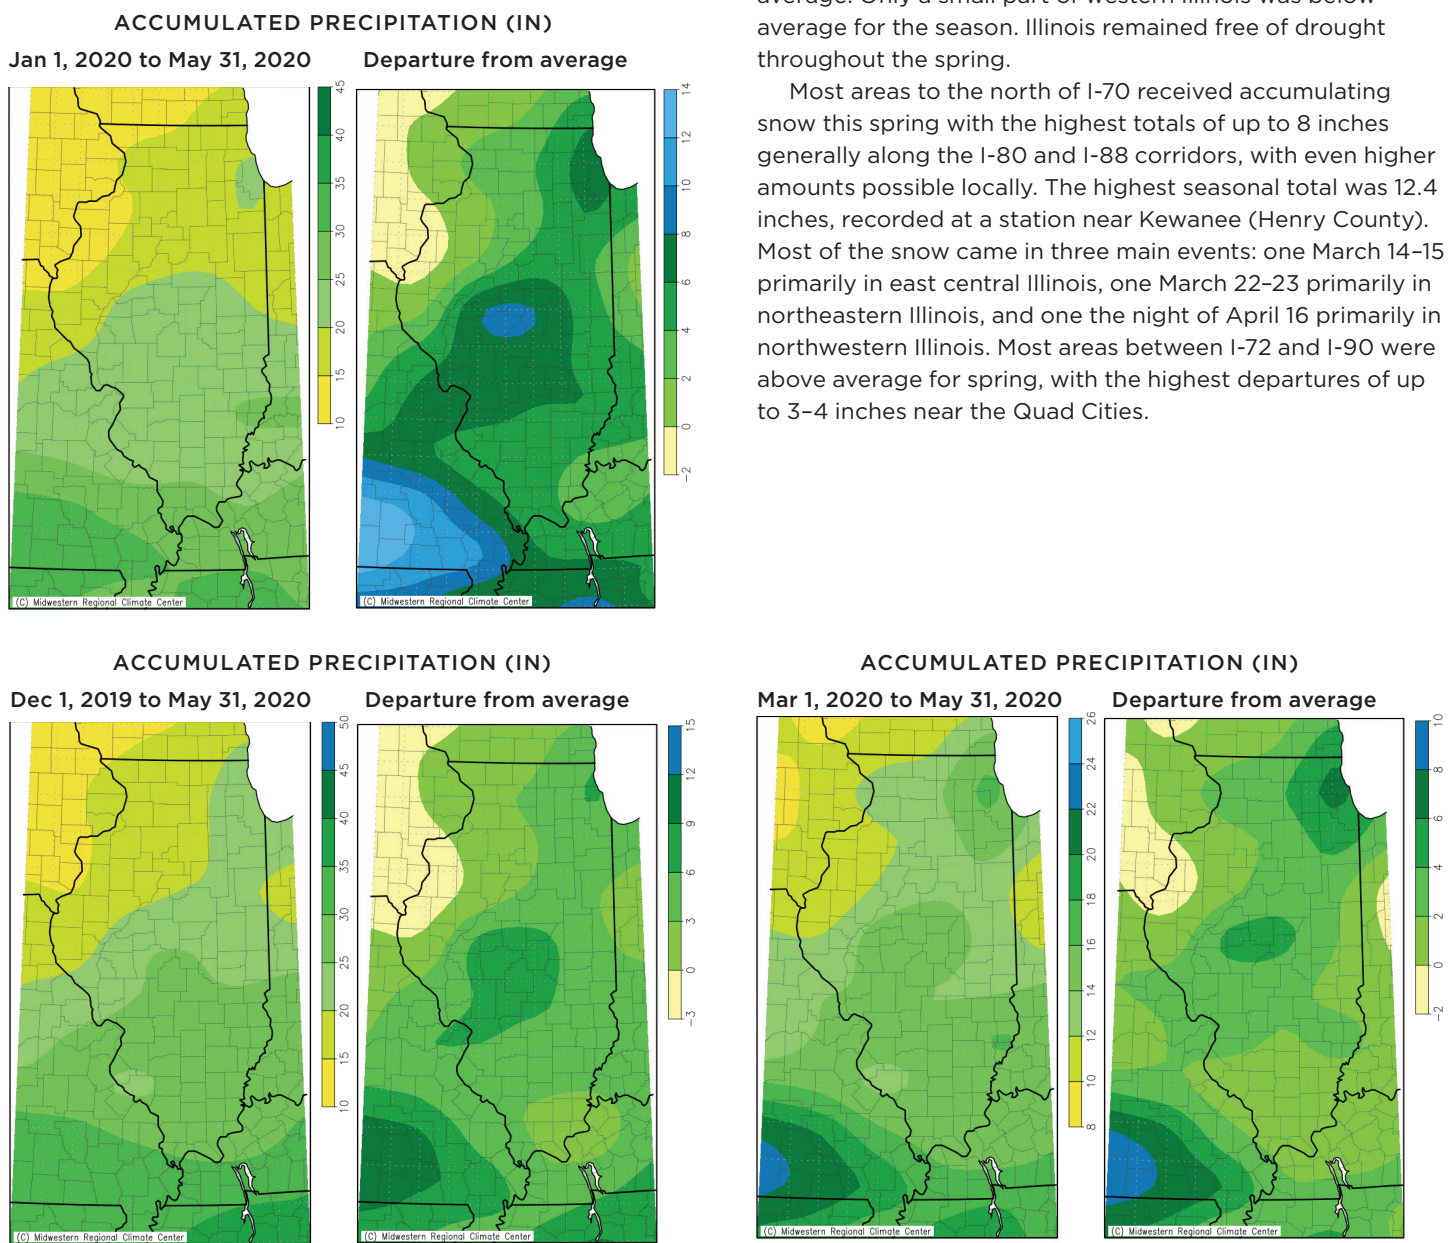 average. Only a small part of western Illinois was below
average for the season. Illinois remained free of drought
throughout the spring.
Most areas to the north of I-70 received accumulating
snow this spring with the highest totals of up to 8 inches
generally along the I-80 and I-88 corridors, with even higher
amounts possible locally. The highest seasonal total was 12.4
inches, recorded at a station near Kewanee (Henry County).
Most of the snow came in three main events: one March 14–15
primarily in east central Illinois, one March 22–23 primarily in
northeastern Illinois, and one the night of April 16 primarily in
northwestern Illinois. Most areas between I-72 and I-90 were
above average for spring, with the highest departures of up
to 3–4 inches near the Quad Cities.
ACCUMULATED PRECIPITATION (IN)
Jan 1, 2020 to May 31, 2020
45
40
35
30
25
20
15
10
(C) Midwestern Regional Climate Center
Departure from average
14
12
10
8
6
4
2
0
−2
(C) Midwestern Regional Climate Center
ACCUMULATED PRECIPITATION (IN)
Dec 1, 2019 to May 31, 2020
50
45
40
35
30
25
20
15
10
(C) Midwestern Regional Climate Center
Departure from average
15
12
9
6
3
0
−3
(C) Midwestern Regional Climate Center
ACCUMULATED PRECIPITATION (IN)
Mar 1, 2020 to May 31, 2020
26
24
22
20
18
16
14
12
10
8
(C) Midwestern Regional Climate Center
Departure from average
10
8
6
4
2
0
−2
(C) Midwestern Regional Climate Center